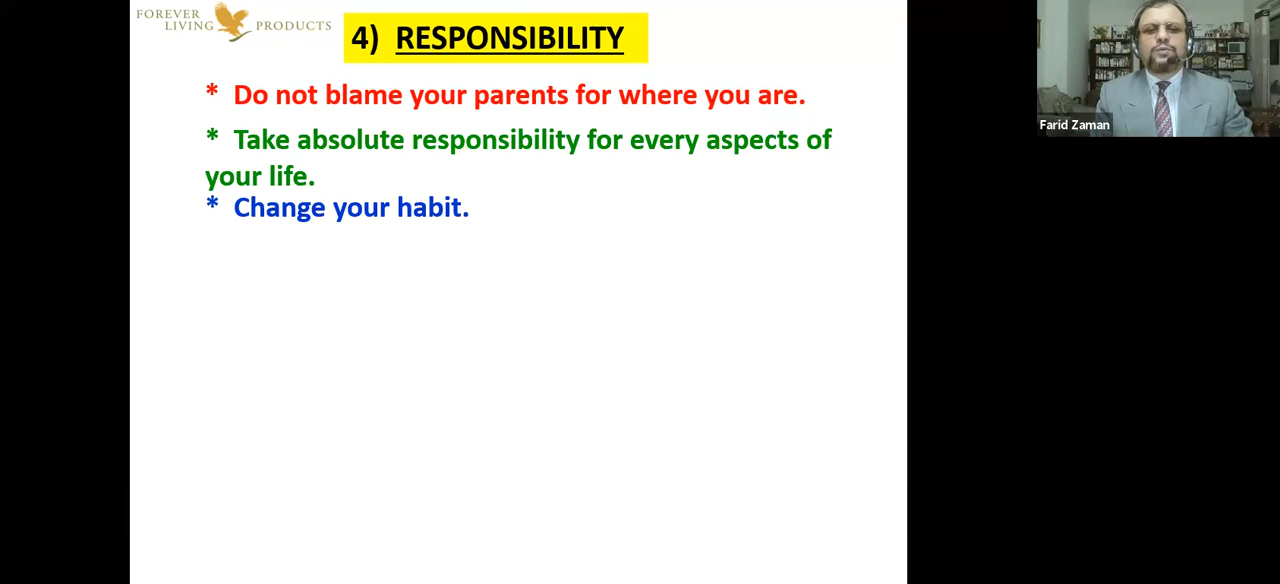 FOREVER
LIVING PRODUCTS
4) RESPONSIBILITY
* Do not blame your parents for where you are.
* Take absolute responsibility for every aspects of
your life.
* Change your habit.
Farid Zaman